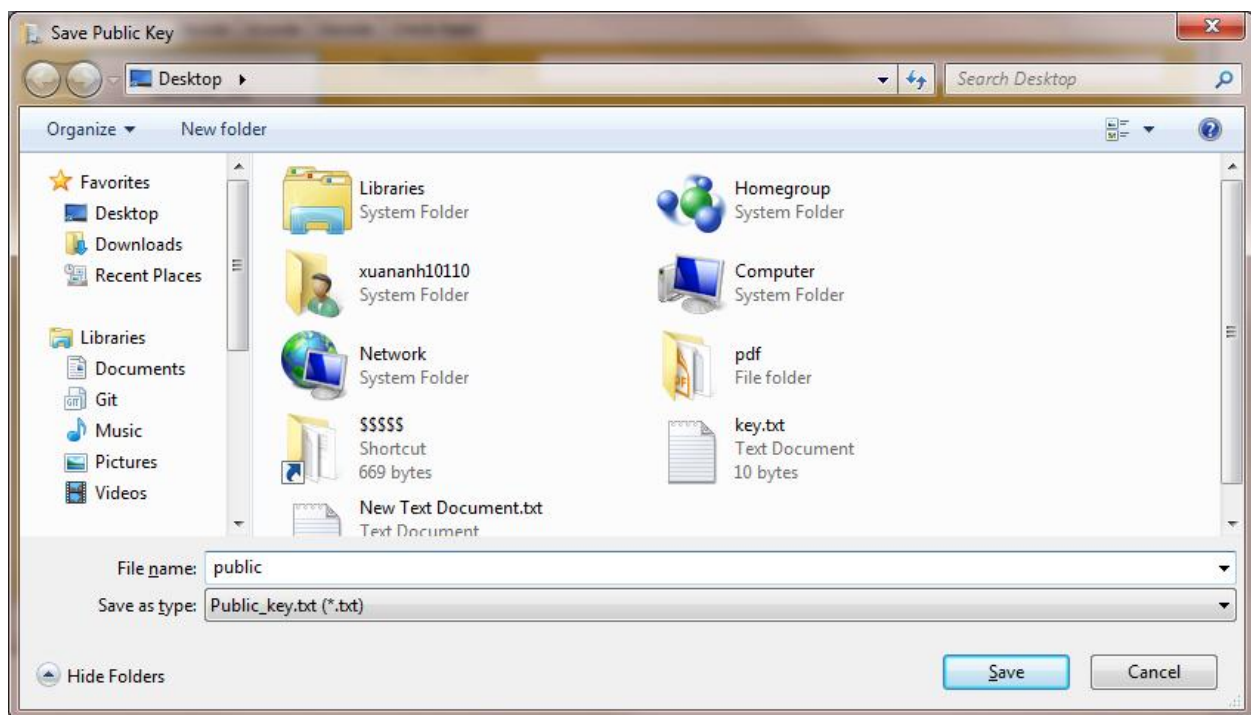 Save Public Key
Desktop
Search Desktop
Organize
New folder
Favorites
Desktop
Downloads
Recent Places
Libraries
Documents
Git
Music
Pictures
Videos
Libraries
System Folder
Homegroup
System Folder
xuananh10110
System Folder
Computer
System Folder
Network
System Folder
pdf
File folder
$$$$$
Shortcut
669 bytes
key.txt
Text Document
10 bytes
New Text Document.txt
Text Document
File name: public
Save as type: Public_key.txt (*.txt)
Hide Folders
Save
Cancel